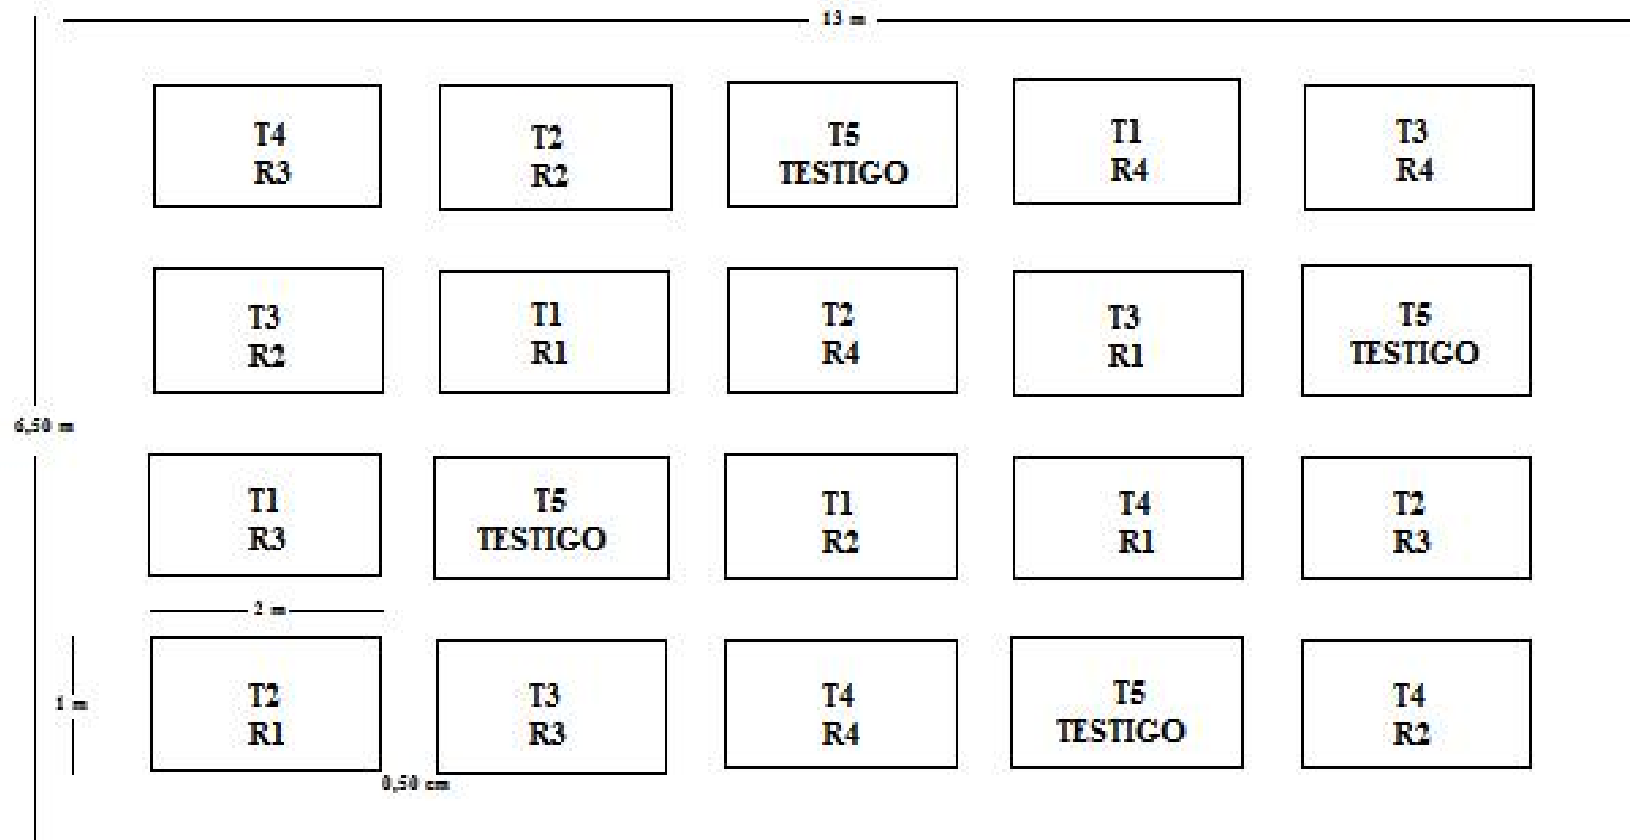 13 m
T4
R3
T2
R2
T5
TESTIGO
T1
R4
T3
R4
T3
R2
T1
R1
T2
R4
T3
R1
T5
TESTIGO
6,50 m
T1
R3
T5
TESTIGO
T1
R2
T4
R1
T2
R3
2 m
1 m
T2
R1
T3
R3
T4
R4
T5
TESTIGO
T4
R2
0,50 cm